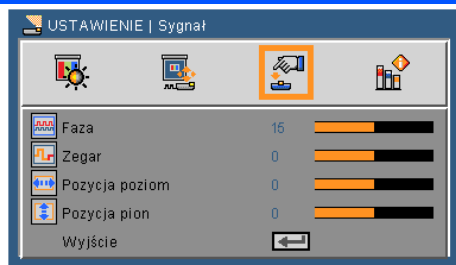 USTAWIENIE | Sygnał
Faza 15
Zegar 0
Pozycja poziom 0
Pozycja pion 0
Wyjście